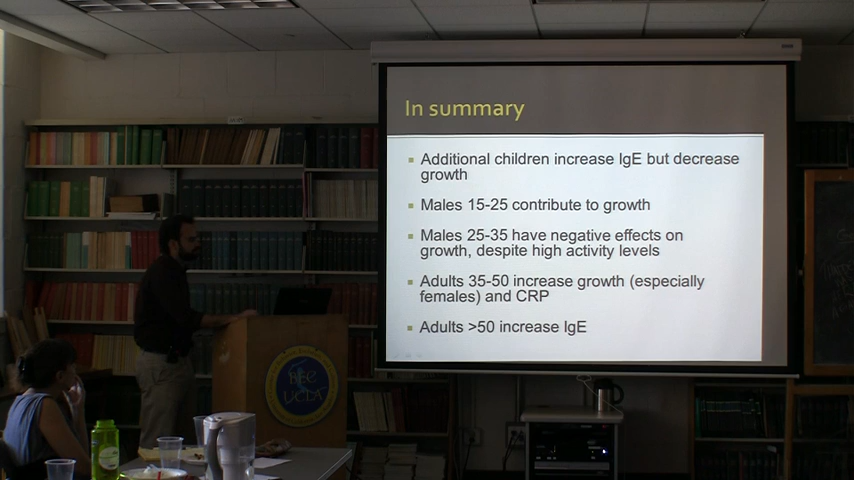 In summary
Additional children increase IgE but decrease
growth
Males 15-25 contribute to growth
Males 25-35 have negative effects on
growth, despite high activity levels
Adults 35-50 increase growth (especially
females) and CRP
Adults >50 increase IgE
BEC
UCLA